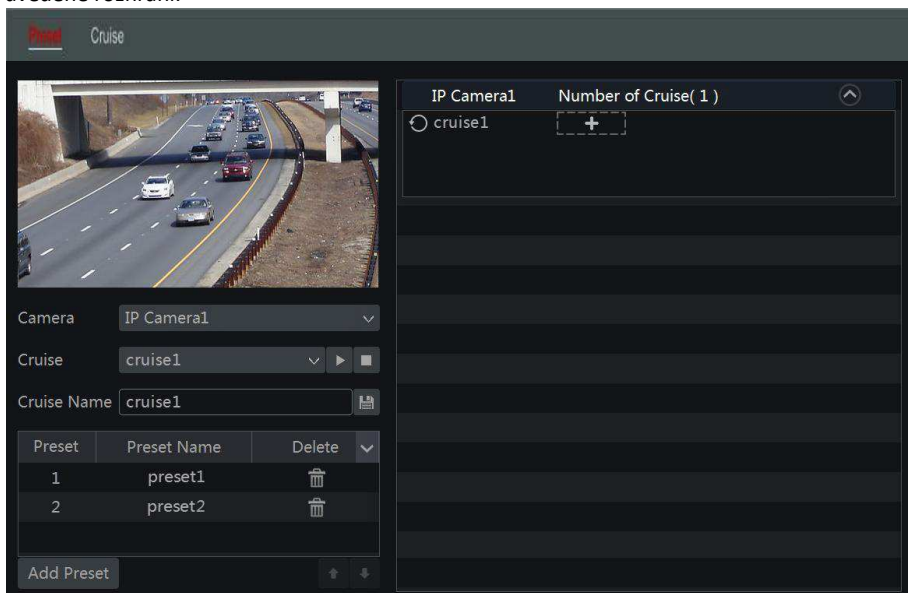 Preset Cruise
IP Camera1 Number of Cruise( 1 )
cruise1
Camera IP Camera1
Cruise cruise1
Cruise Name cruise1
Preset Preset Name Delete
1 preset1
2 preset2
Add Preset